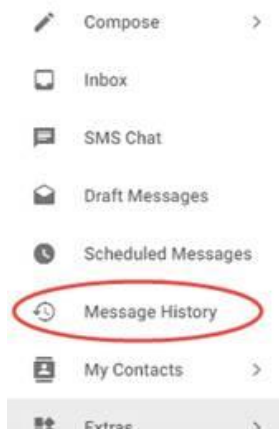 Compose
Inbox
SMS Chat
Draft Messages
Scheduled Messages
Message History
My Contacts
Extras